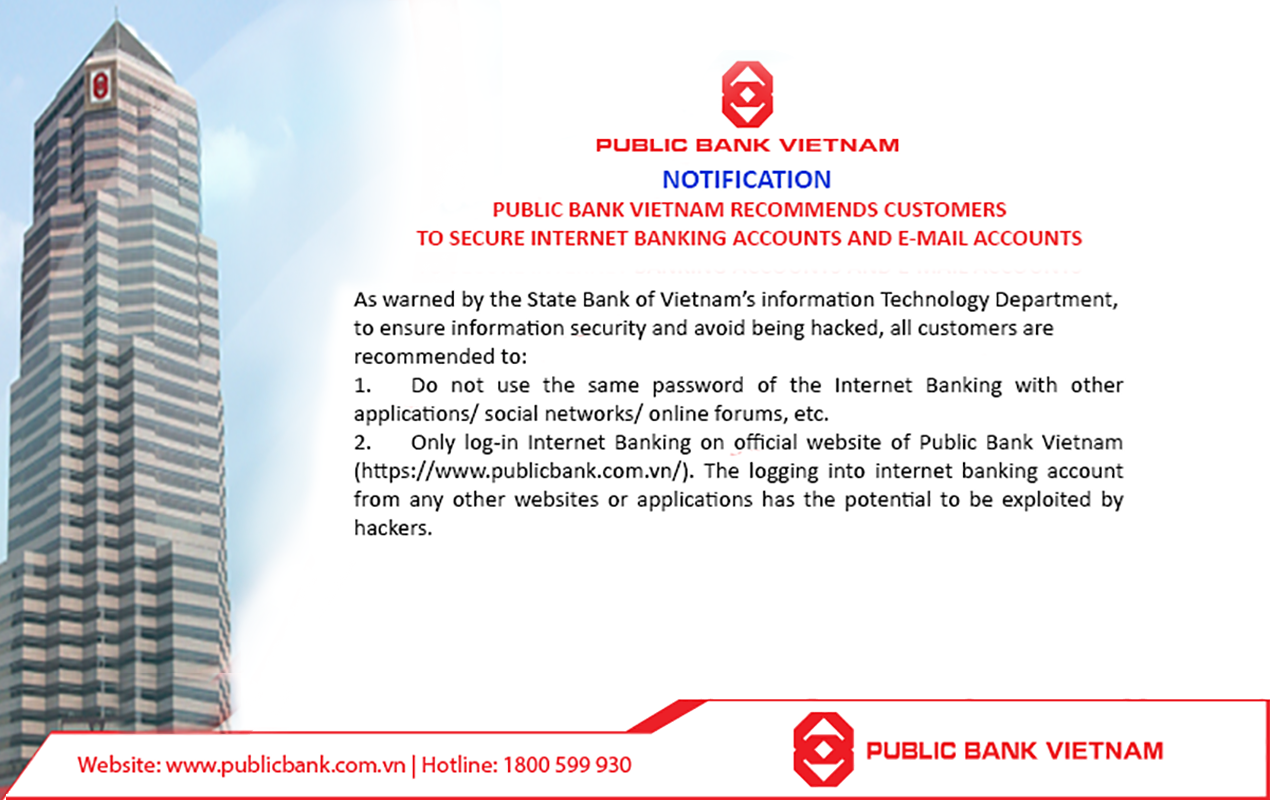 PUBLIC BANK VIETNAM
NOTIFICATION
PUBLIC BANK VIETNAM RECOMMENDS CUSTOMERS
TO SECURE INTERNET BANKING ACCOUNTS AND E-MAIL ACCOUNTS
As warned by the State Bank of Vietnam's information Technology Department,
to ensure information security and avoid being hacked, all customers are
recommended to:
1. Do not use the same password of the Internet Banking with other
applications/ social networks/ online forums, etc.
2. Only log-in Internet Banking on official website of Public Bank Vietnam
(https://www.publicbank.com.vn/). The logging into internet banking account
from any other websites or applications has the potential to be exploited by
hackers.
Website: www.publicbank.com.vn | Hotline: 1800 599 930
PUBLIC BANK VIETNAM